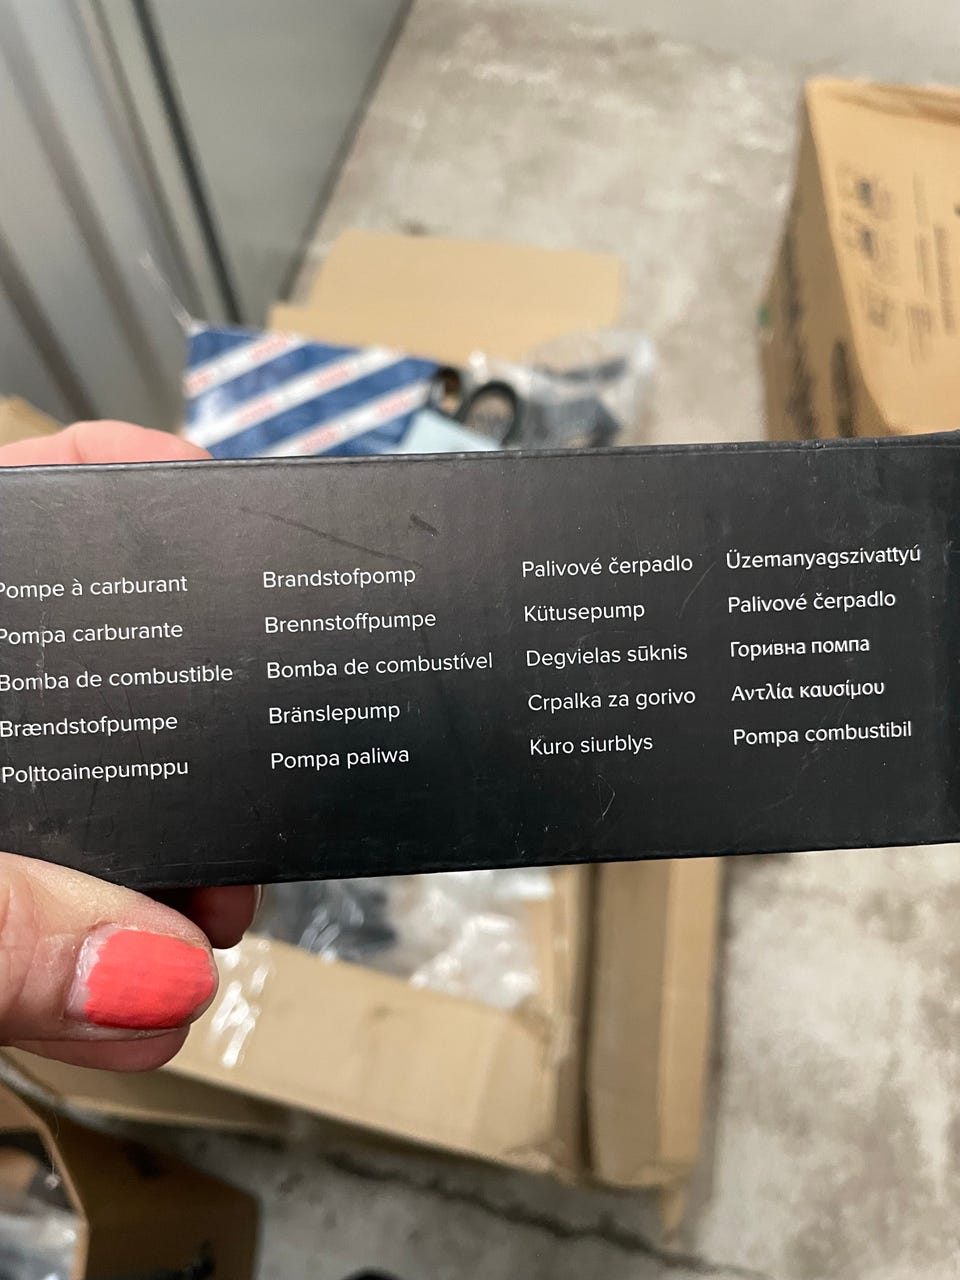 Pompe à carburant
Pompa carburante
Bomba de combustible
Brændstofpumpe
Polttoainepumppu
Brandstofpomp
Brennstoffpumpe
Bomba de combustível
Bränslepump
Pompa paliwa
Palivové čerpadlo
Kütusepump
Degvielas sūknis
Crpalka za gorivo
Kuro siurblys
Üzemanyagszivattyú
Palivové čerpadlo
Горивна помпа
Αντλία καυσίμου
Pompa combustibil